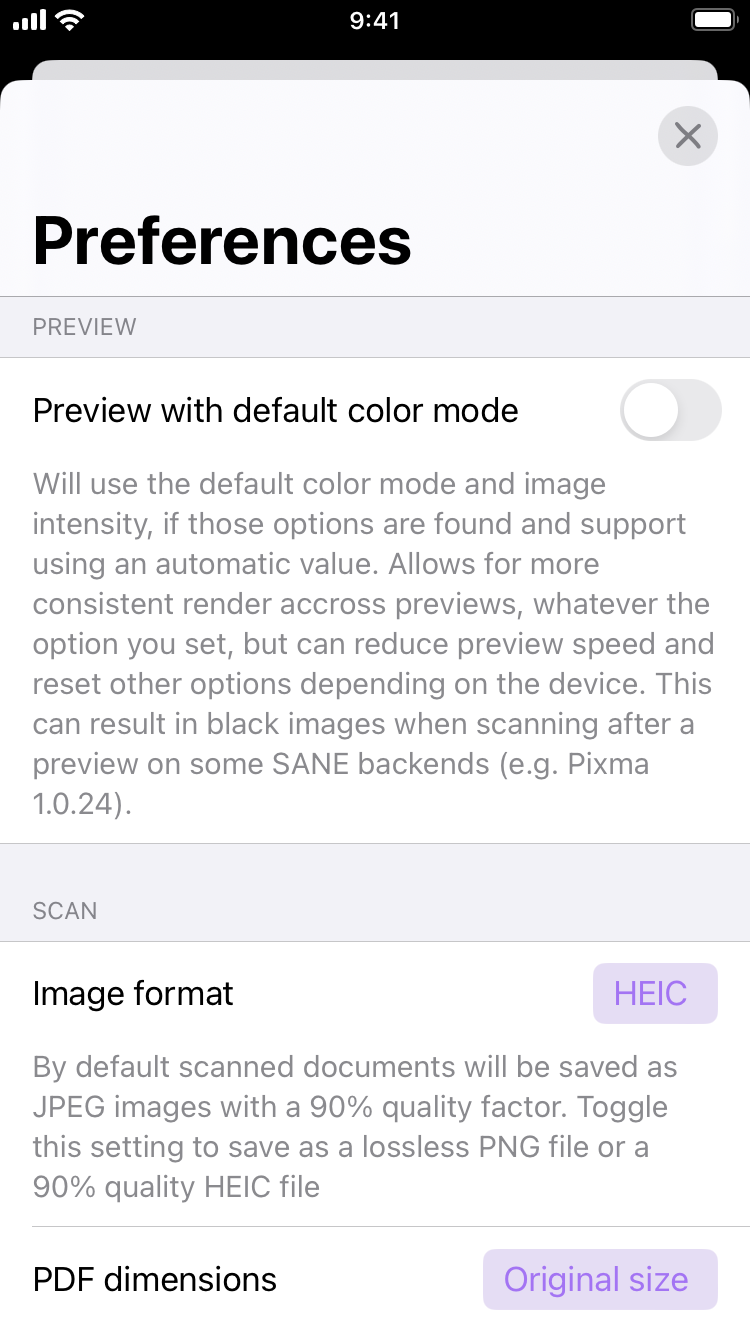 9:41
Preferences
PREVIEW
Preview with default color mode
Will use the default color mode and image
intensity, if those options are found and support
using an automatic value. Allows for more
consistent render accross previews, whatever the
option you set, but can reduce preview speed and
reset other options depending on the device. This
can result in black images when scanning after a
preview on some SANE backends (e.g. Pixma
1.0.24).
SCAN
Image format HEIC
By default scanned documents will be saved as
JPEG images with a 90% quality factor. Toggle
this setting to save as a lossless PNG file or a
90% quality HEIC file
PDF dimensions Original size